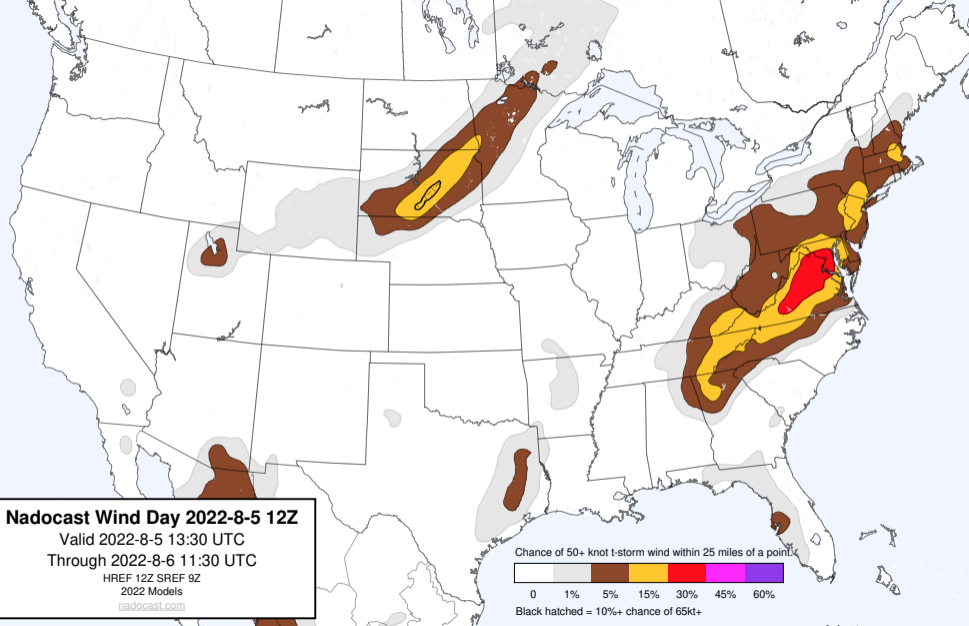 Nadocast Wind Day 2022-8-5 12Z
Valid 2022-8-5 13:30 UTC
Through 2022-8-6 11:30 UTC
HREF 12Z SREF 9Z
2022 Models
nadocast.com
Chance of 50+ knot t-storm wind within 25 miles of a point.
0 1% 5% 15% 30% 45% 60%
Black hatched = 10%+ chance of 65kt+